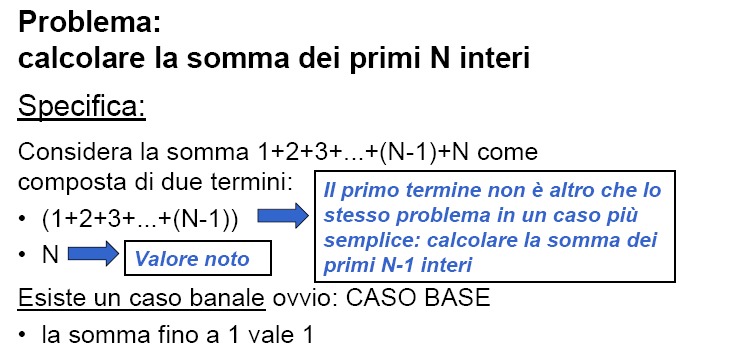 Problema:
calcolare la somma dei primi N interi
Specifica:
Considera la somma 1+2+3+...+(N-1)+N come
composta di due termini:
• (1+2+3+...+(N-1))
Il primo termine non è altro che lo
stesso problema in un caso più
semplice: calcolare la somma dei
primi N-1 interi
• N
Valore noto
Esiste un caso banale ovvio: CASO BASE
• la somma fino a 1 vale 1